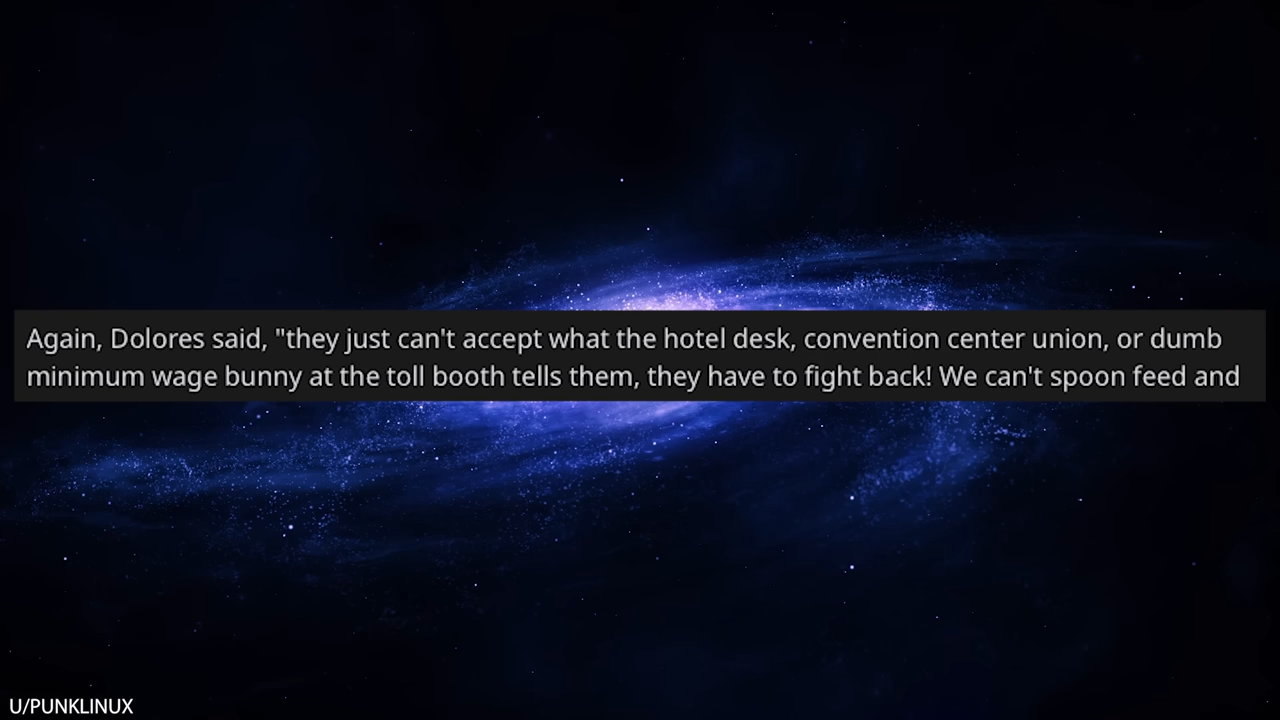 Again, Dolores said, "they just can't accept what the hotel desk, convention center union, or dumb
minimum wage bunny at the toll booth tells them, they have to fight back! We can't spoon feed and
U/PUNKLINUX